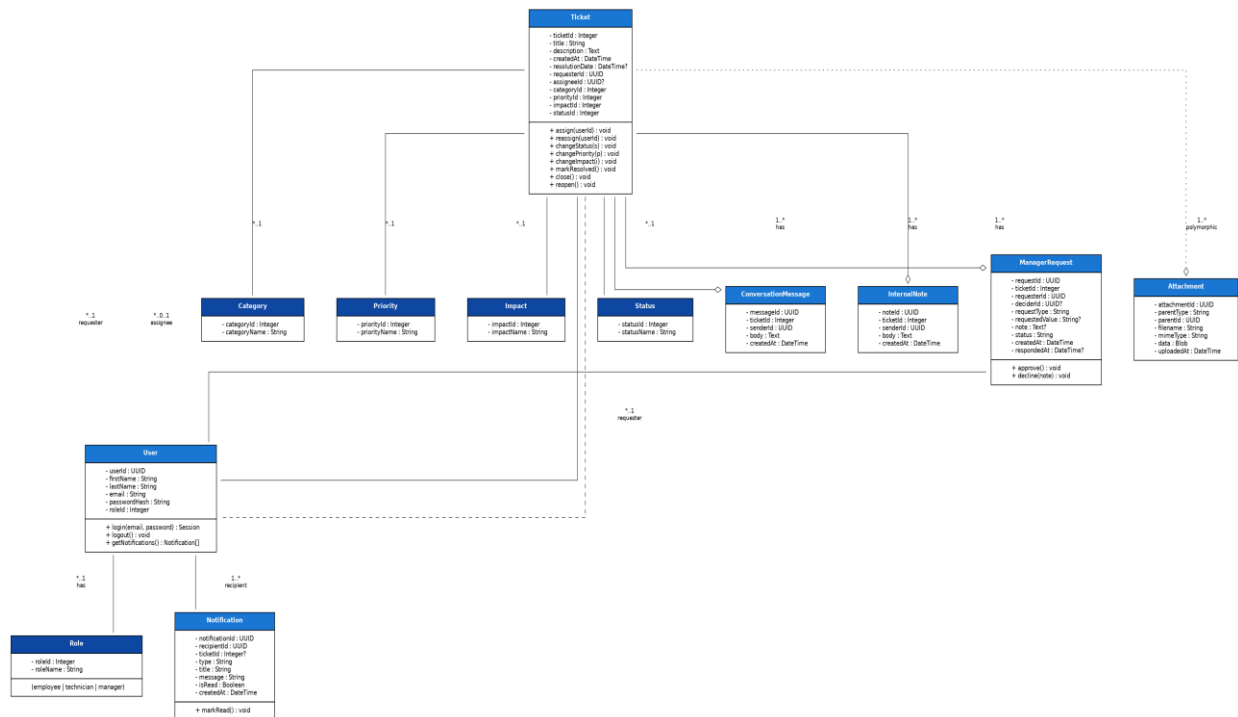 Ticket
- ticketId : Integer
- title : String
- description : Text
- createdAt : DateTime
- resolutionDate : DateTime?
- requesterId : UUID
- assigneeId : UUID?
- categoryId : Integer
- priorityId : Integer
- impactId : Integer
- statusId : Integer
+ assign(userId) : void
+ reassign(userId) : void
+ changeStatus(s) : void
+ changePriority(p) : void
+ changeImpact(i) : void
+ markResolved() : void
+ close() : void
+ reopen() : void
*..1
*..1
*..1
*..1
1..*
has
1..*
has
1..*
has
1..*
polymorphic
Category
- categoryId : Integer
- categoryName : String
Priority
- priorityId : Integer
- priorityName : String
Impact
- impactId : Integer
- impactName : String
Status
- statusId : Integer
- statusName : String
ConversationMessage
- messageId : UUID
- ticketId : Integer
- senderId : UUID
- body : Text
- createdAt : DateTime
InternalNote
- noteId : UUID
- ticketId : Integer
- senderId : UUID
- body : Text
- createdAt : DateTime
ManagerRequest
- requestId : UUID
- ticketId : Integer
- requesterId : UUID
- deciderId : UUID?
- requestType : String
- requestedValue : String?
- note : Text?
- status : String
- createdAt : DateTime
- respondedAt : DateTime?
+ approve() : void
+ decline(note) : void
Attachment
- attachmentId : UUID
- parentType : String
- parentId : UUID
- filename : String
- mimeType : String
- data : Blob
- uploadedAt : DateTime
*..1
requester
*..0..1
assignee
*..1
requester
User
- userId : UUID
- firstName : String
- lastName : String
- email : String
- passwordHash : String
- roleId : Integer
+ login(email, password) : Session
+ logout() : void
+ getNotifications() : Notification[]
*..1
has
1..*
recipient
Role
- roleId : Integer
- roleName : String
(employee | technician | manager)
Notification
- notificationId : UUID
- recipientId : UUID
- ticketId : Integer?
- type : String
- title : String
- message : String
- isRead : Boolean
- createdAt : DateTime
+ markRead() : void